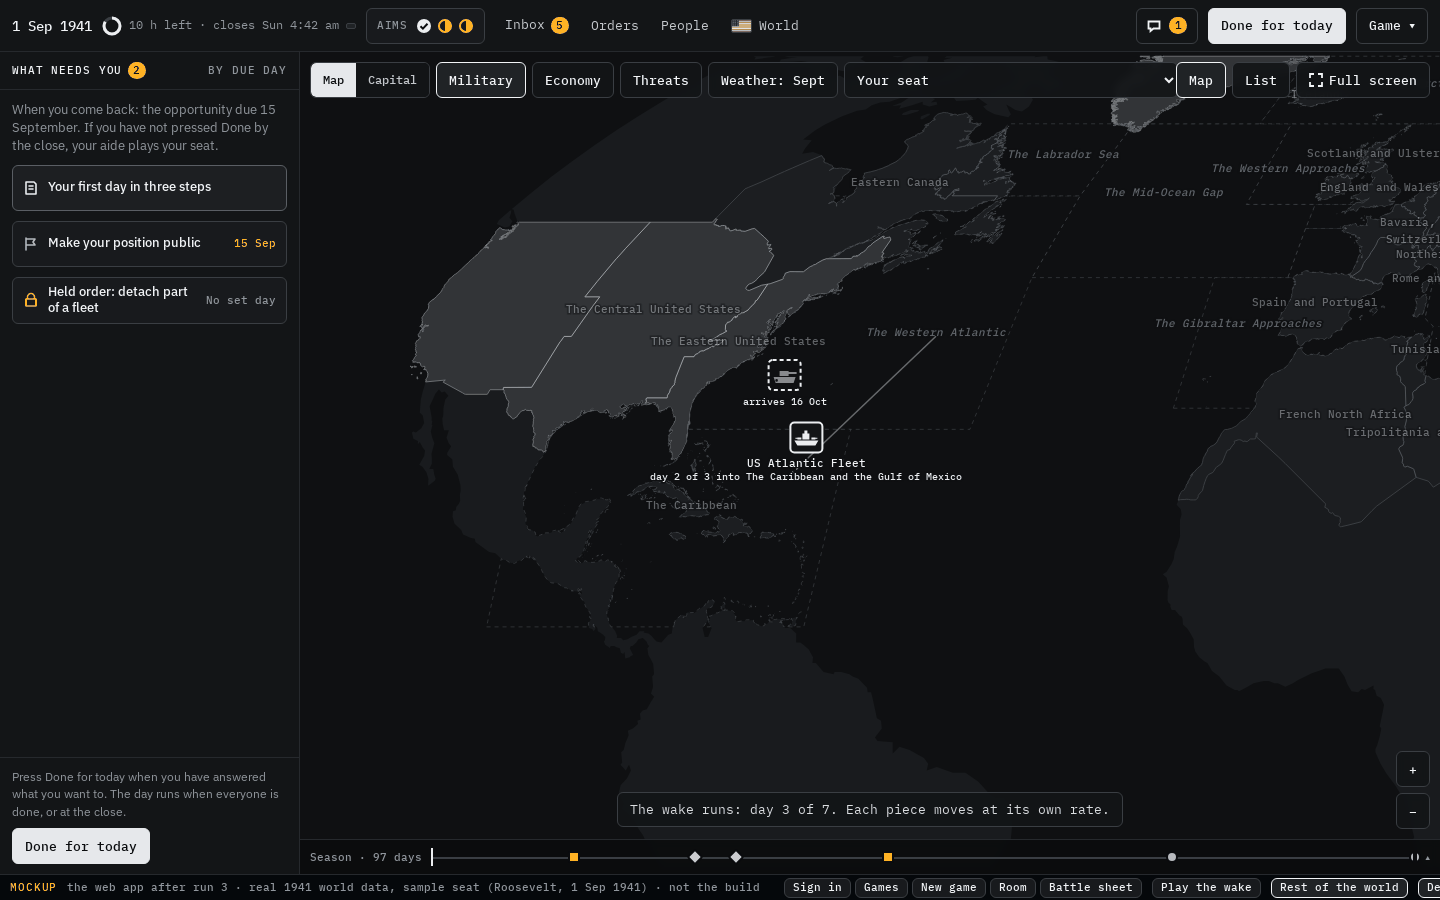 1 Sep 1941
10 h left · closes Sun 4:42 am
AIMS
Inbox 5
Orders
People
World
1
Done for today
Game ▾
WHAT NEEDS YOU 2
BY DUE DAY
When you come back: the opportunity due 15
September. If you have not pressed Done by
the close, your aide plays your seat.
Your first day in three steps
Make your position public
15 Sep
Held order: detach part
of a fleet
No set day
Press Done for today when you have answered
what you want to. The day runs when everyone is
done, or at the close.
Done for today
Map
Capital
Military
Economy
Threats
Weather: Sept
Your seat
Map
List
Full screen
The Labrador Sea
Scotland and Ulster
The Western Approaches
Eastern Canada
England and Wales
The Mid-Ocean Gap
Bavaria,
Switzerl
Northe
Rome an
Spain and Portugal
The Central United States
The Gibraltar Approaches
The Western Atlantic
The Eastern United States
Tunisia
arrives 16 Oct
French North Africa
Tripolitania a
US Atlantic Fleet
day 2 of 3 into The Caribbean and the Gulf of Mexico
The Caribbean
+
−
The wake runs: day 3 of 7. Each piece moves at its own rate.
Season · 97 days
MOCKUP the web app after run 3 · real 1941 world data, sample seat (Roosevelt, 1 Sep 1941) · not the build
Sign in
Games
New game
Room
Battle sheet
Play the wake
Rest of the world
De